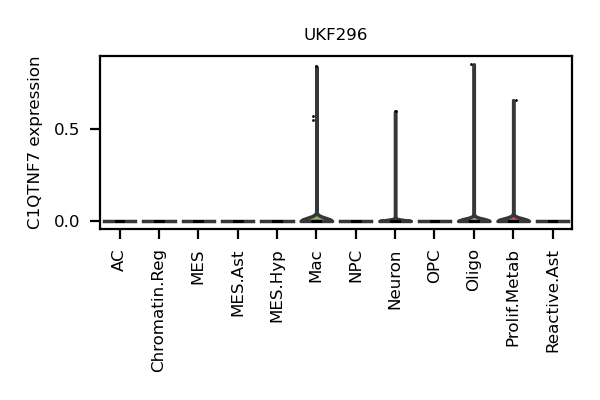 UKF296
C1QTNF7 expression
0.5
0.0
AC
Chromatin.Reg
MES
MES.Ast
MES.Hyp
Mac
NPC
Neuron
OPC
Oligo
Prolif.Metab
Reactive.Ast